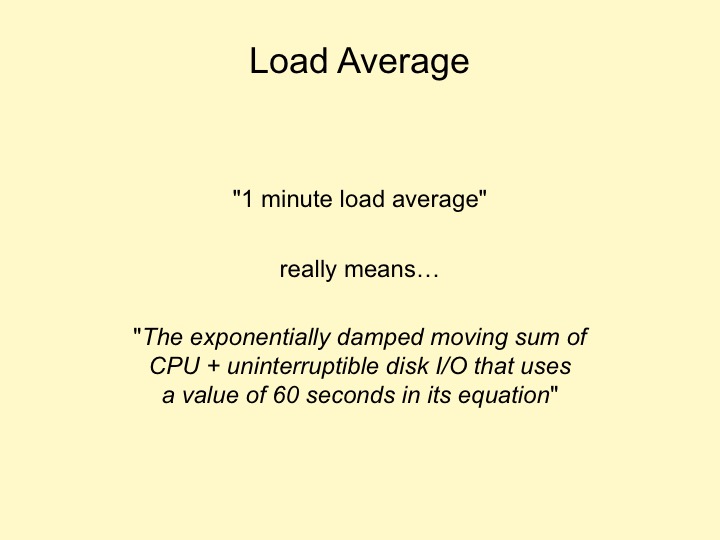 Load Average
"1 minute load average"
really means…
"The exponentially damped moving sum of
CPU + uninterruptible disk I/O that uses
a value of 60 seconds in its equation"